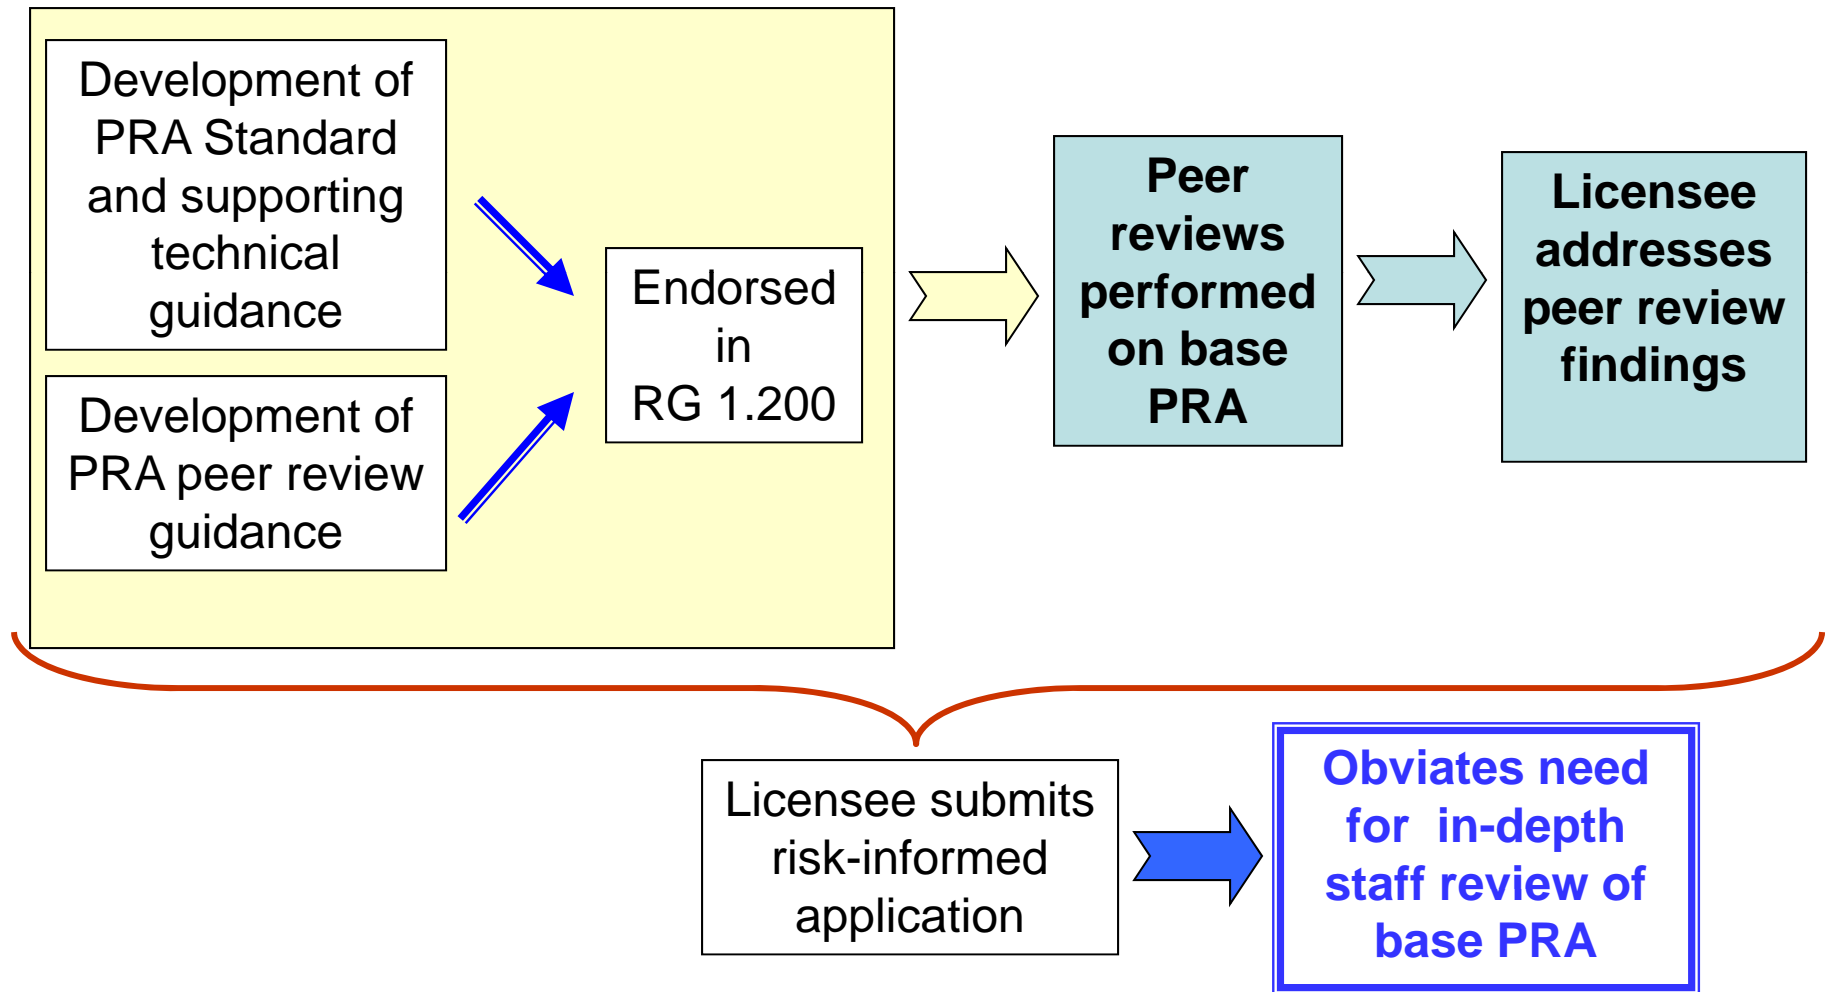 Development of
PRA Standard
and supporting
technical
guidance
Development of
PRA peer review
guidance
Endorsed
in
RG 1.200
Peer
reviews
performed
on base
PRA
Licensee
addresses
peer review
findings
Licensee submits
risk-informed
application
Obviates need
for in-depth
staff review of
base PRA